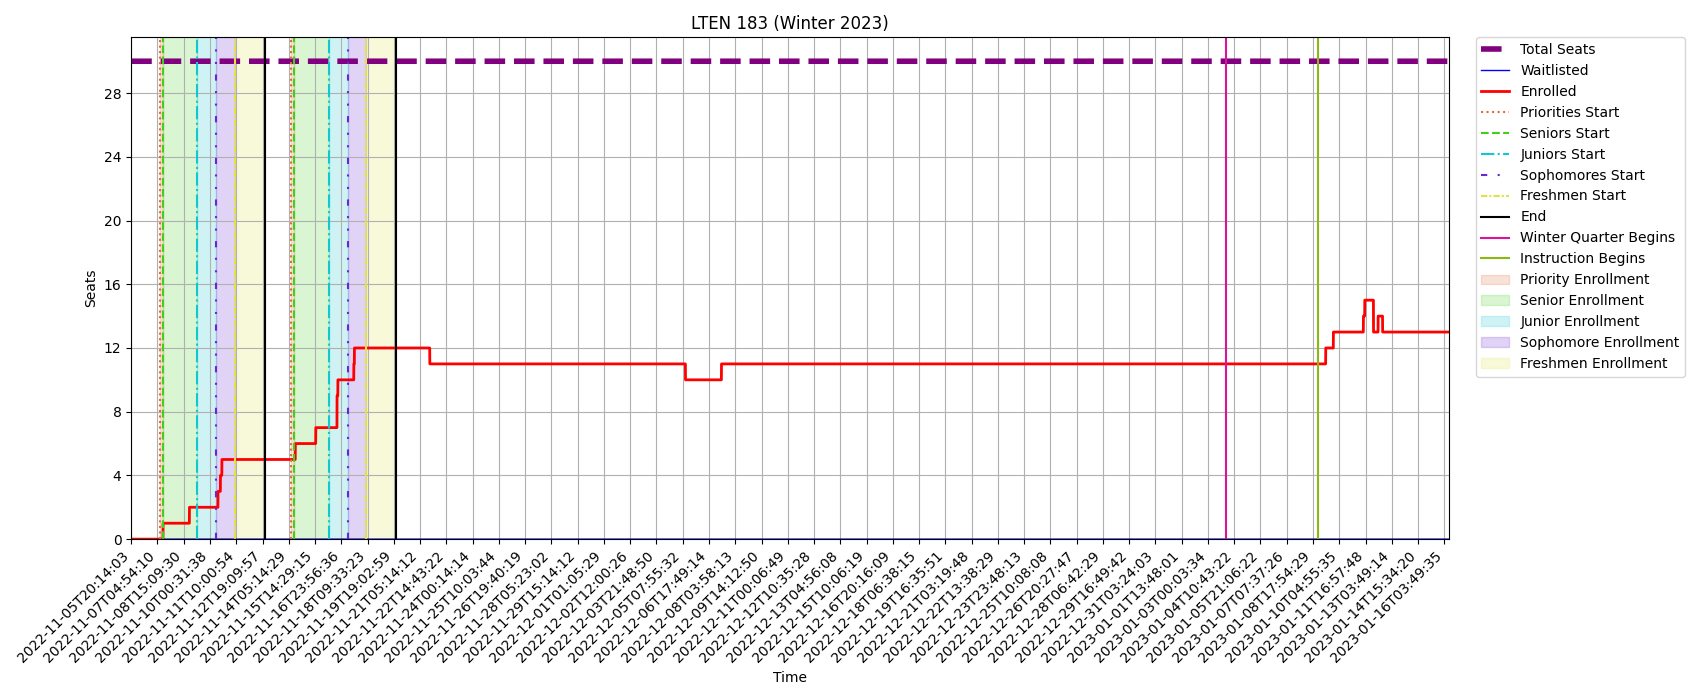 LTEN 183 (Winter 2023)
Total Seats
Waitlisted
Enrolled
Priorities Start
Seniors Start
Juniors Start
Sophomores Start
Freshmen Start
End
Winter Quarter Begins
Instruction Begins
Priority Enrollment
Senior Enrollment
Junior Enrollment
Sophomore Enrollment
Freshmen Enrollment
Seats
28
24
20
16
12
8
4
0
2022-11-05T20:14:03
2022-11-07T04:54:10
2022-11-08T15:09:30
2022-11-10T00:31:38
2022-11-11T10:00:54
2022-11-12T19:09:57
2022-11-14T05:14:29
2022-11-15T14:29:15
2022-11-16T23:56:36
2022-11-18T09:33:23
2022-11-19T19:02:59
2022-11-21T05:14:12
2022-11-22T14:43:22
2022-11-24T00:14:14
2022-11-25T10:03:44
2022-11-26T19:40:19
2022-11-28T05:23:02
2022-11-29T15:14:12
2022-12-01T01:05:29
2022-12-02T12:00:26
2022-12-03T21:48:50
2022-12-05T07:55:32
2022-12-06T17:49:14
2022-12-08T03:58:13
2022-12-09T14:12:50
2022-12-11T00:06:49
2022-12-12T10:35:28
2022-12-13T04:56:08
2022-12-15T10:06:19
2022-12-16T20:16:09
2022-12-18T06:38:15
2022-12-19T16:35:51
2022-12-21T03:19:48
2022-12-22T13:38:29
2022-12-23T23:48:13
2022-12-25T10:08:08
2022-12-26T20:27:47
2022-12-28T06:42:29
2022-12-29T16:49:42
2022-12-31T03:24:03
2023-01-01T13:48:01
2023-01-03T00:03:34
2023-01-04T10:43:22
2023-01-05T21:06:22
2023-01-07T07:37:26
2023-01-08T17:54:29
2023-01-10T04:55:35
2023-01-11T16:57:48
2023-01-13T03:49:14
2023-01-14T15:34:20
2023-01-16T03:49:35
Time